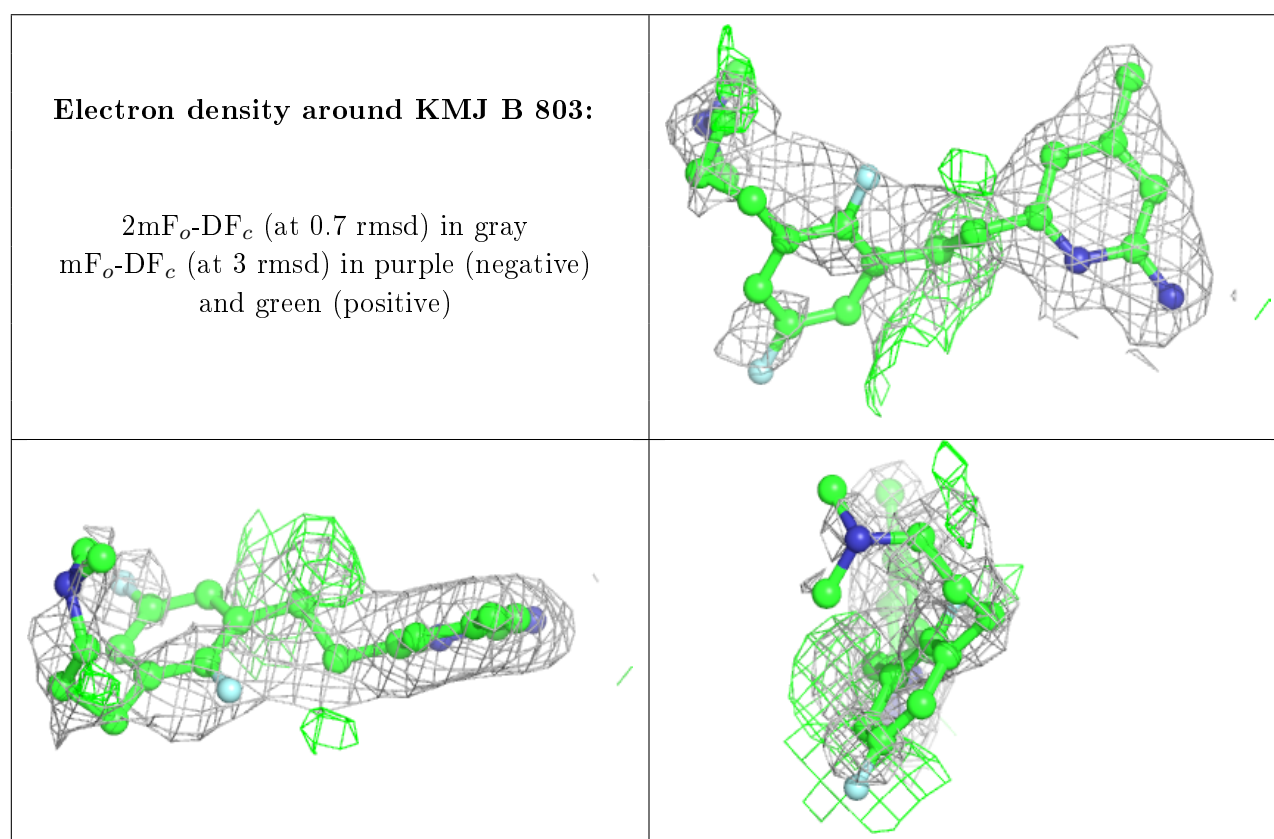 Electron density around KMJ B 803:
2mFo-DFc (at 0.7 rmsd) in gray
mFo-DFc (at 3 rmsd) in purple (negative)
and green (positive)